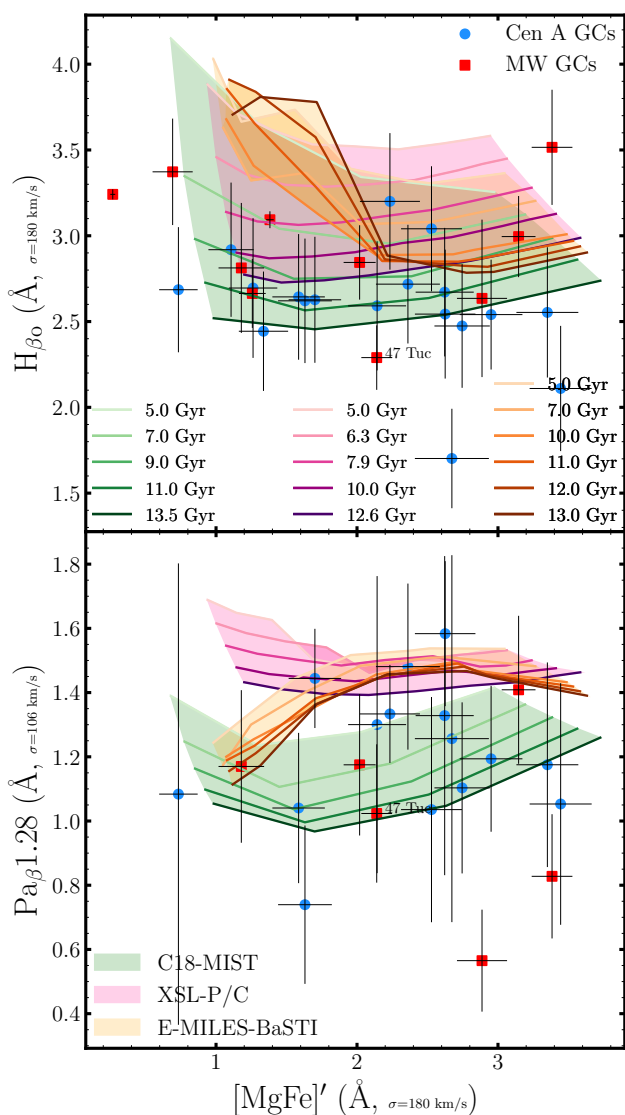 Cen A GCs
MW GCs
4.0
3.5
3.0
2.5
2.0
1.5
H_βo (Å, σ=180 km/s)
47 Tuc
5.0 Gyr 5.0 Gyr 5.0 Gyr
7.0 Gyr 6.3 Gyr 7.0 Gyr
9.0 Gyr 7.9 Gyr 10.0 Gyr
11.0 Gyr 10.0 Gyr 11.0 Gyr
13.5 Gyr 12.6 Gyr 12.0 Gyr
13.0 Gyr
1.8
1.6
1.4
1.2
1.0
0.8
0.6
0.4
Pa_β1.28 (Å, σ=106 km/s)
47 Tuc
C18-MIST
XSL-P/C
E-MILES-BaSTI
1 2 3
[MgFe]′ (Å, σ=180 km/s)